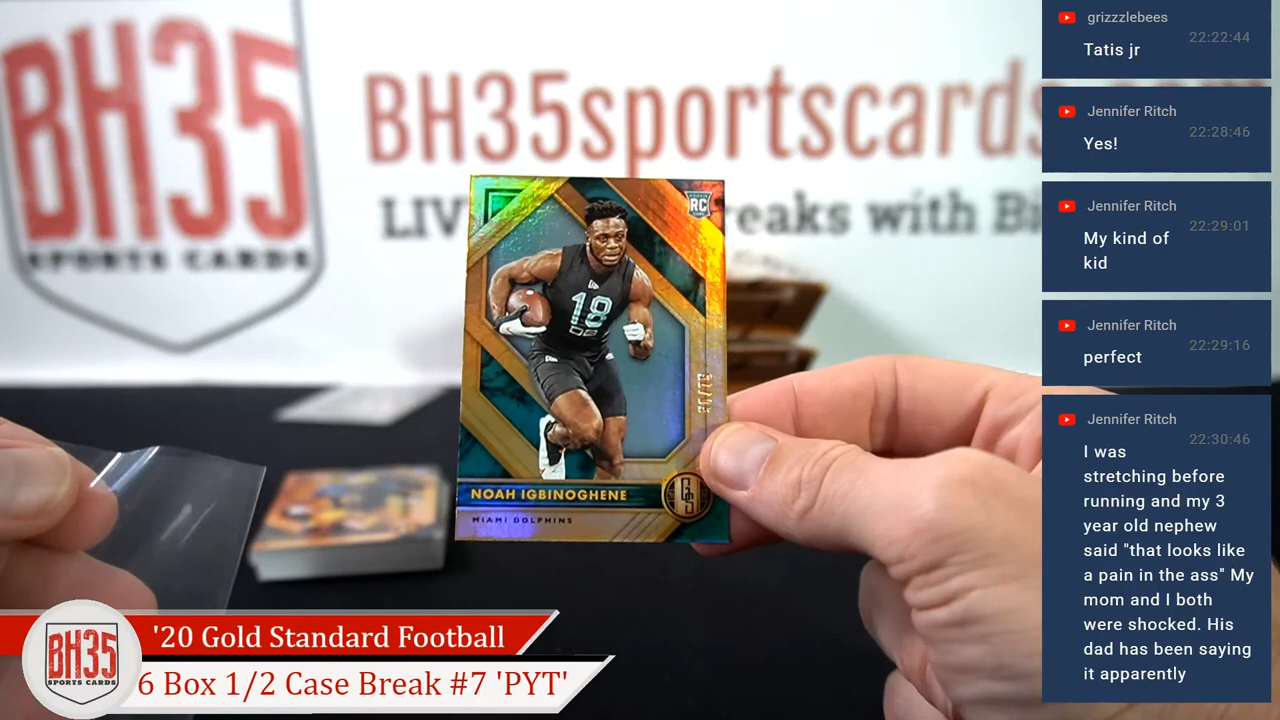 BH35
SPORTS CARDS
BH35sportscards
LIV reaks with
RC
18
NOAH IGBINOGHENE
GS
MIAMI DOLPHINS
BH35
SPORTS CARDS
'20 Gold Standard Football
6 Box 1/2 Case Break #7 'PYT'
grizzzlebees
22:22:44
Tatis jr
Jennifer Ritch
22:28:46
Yes!
Jennifer Ritch
22:29:01
My kind of
kid
Jennifer Ritch
22:29:16
perfect
Jennifer Ritch
22:30:46
I was
stretching before
running and my 3
year old nephew
said "that looks like
a pain in the ass" My
mom and I both
were shocked. His
dad has been saying
it apparently